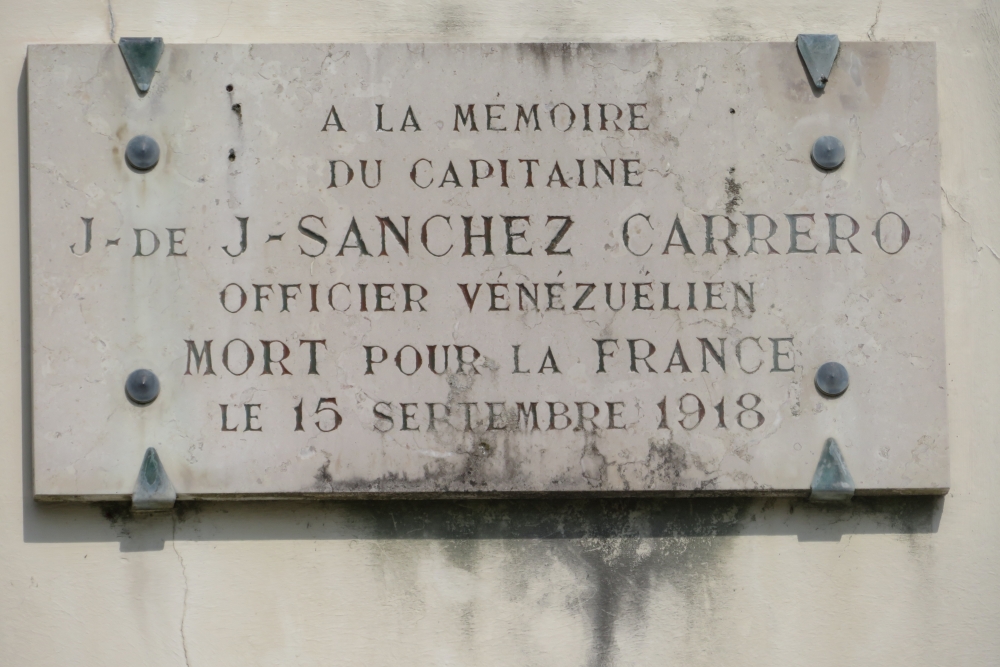 A LA MÉMOIRE
DU CAPITAINE
J-DE J-SANCHEZ CARRERO
OFFICIER VÉNÉZUÉLIEN
MORT POUR LA FRANCE
LE 15 SEPTEMBRE 1918